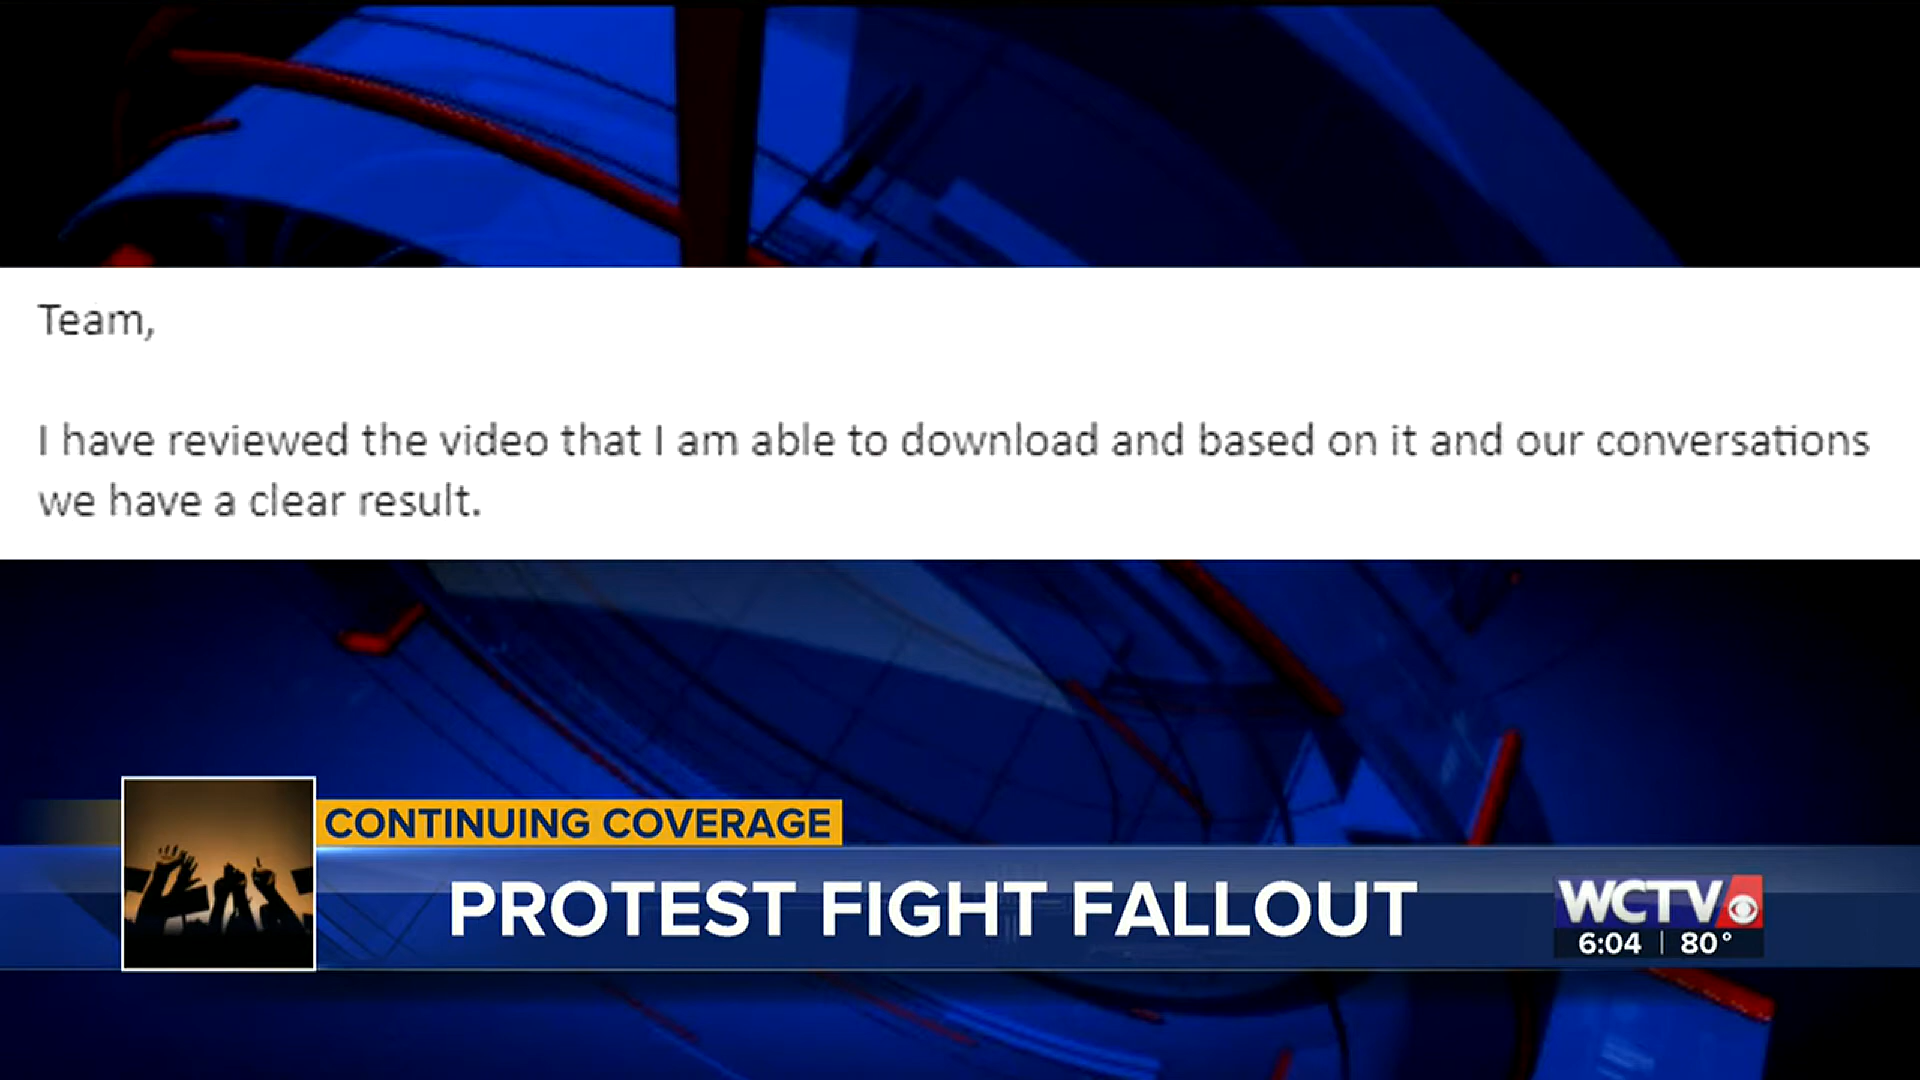 Team,
I have reviewed the video that I am able to download and based on it and our conversations
we have a clear result.
CONTINUING COVERAGE
PROTEST FIGHT FALLOUT
WCTV
6:04 | 80°